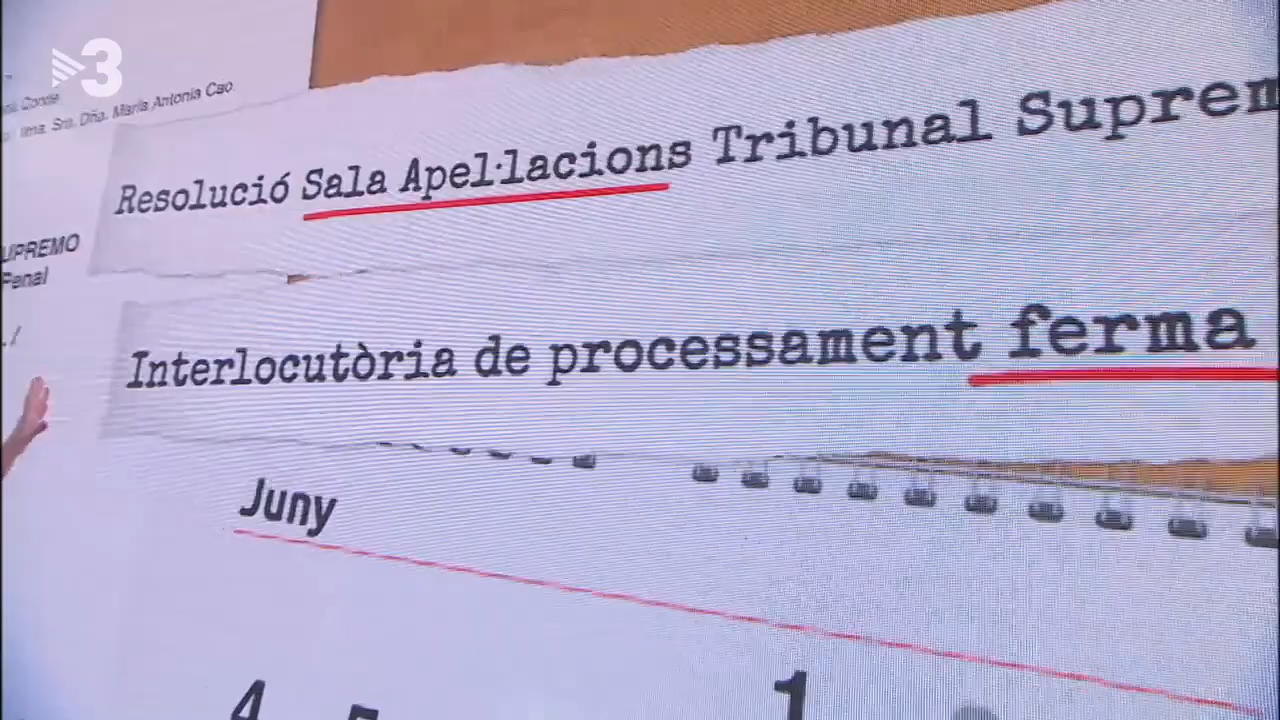 3
Conde
Ilma. Sra. Dña. María Antonia Cao.
Resolució Sala Apel·lacions Tribunal Suprem
UPREMO
Penal
Interlocutòria de processament ferma
Juny
4
1